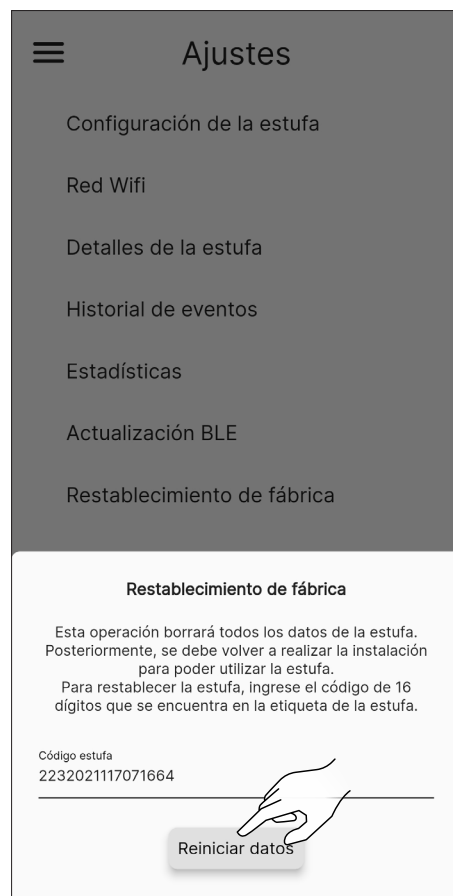 Ajustes
Configuración de la estufa
Red Wifi
Detalles de la estufa
Historial de eventos
Estadísticas
Actualización BLE
Restablecimiento de fábrica
Restablecimiento de fábrica
Esta operación borrará todos los datos de la estufa.
Posteriormente, se debe volver a realizar la instalación
para poder utilizar la estufa.
Para restablecer la estufa, ingrese el código de 16
dígitos que se encuentra en la etiqueta de la estufa.
Código estufa
2232021117071664
Reiniciar datos